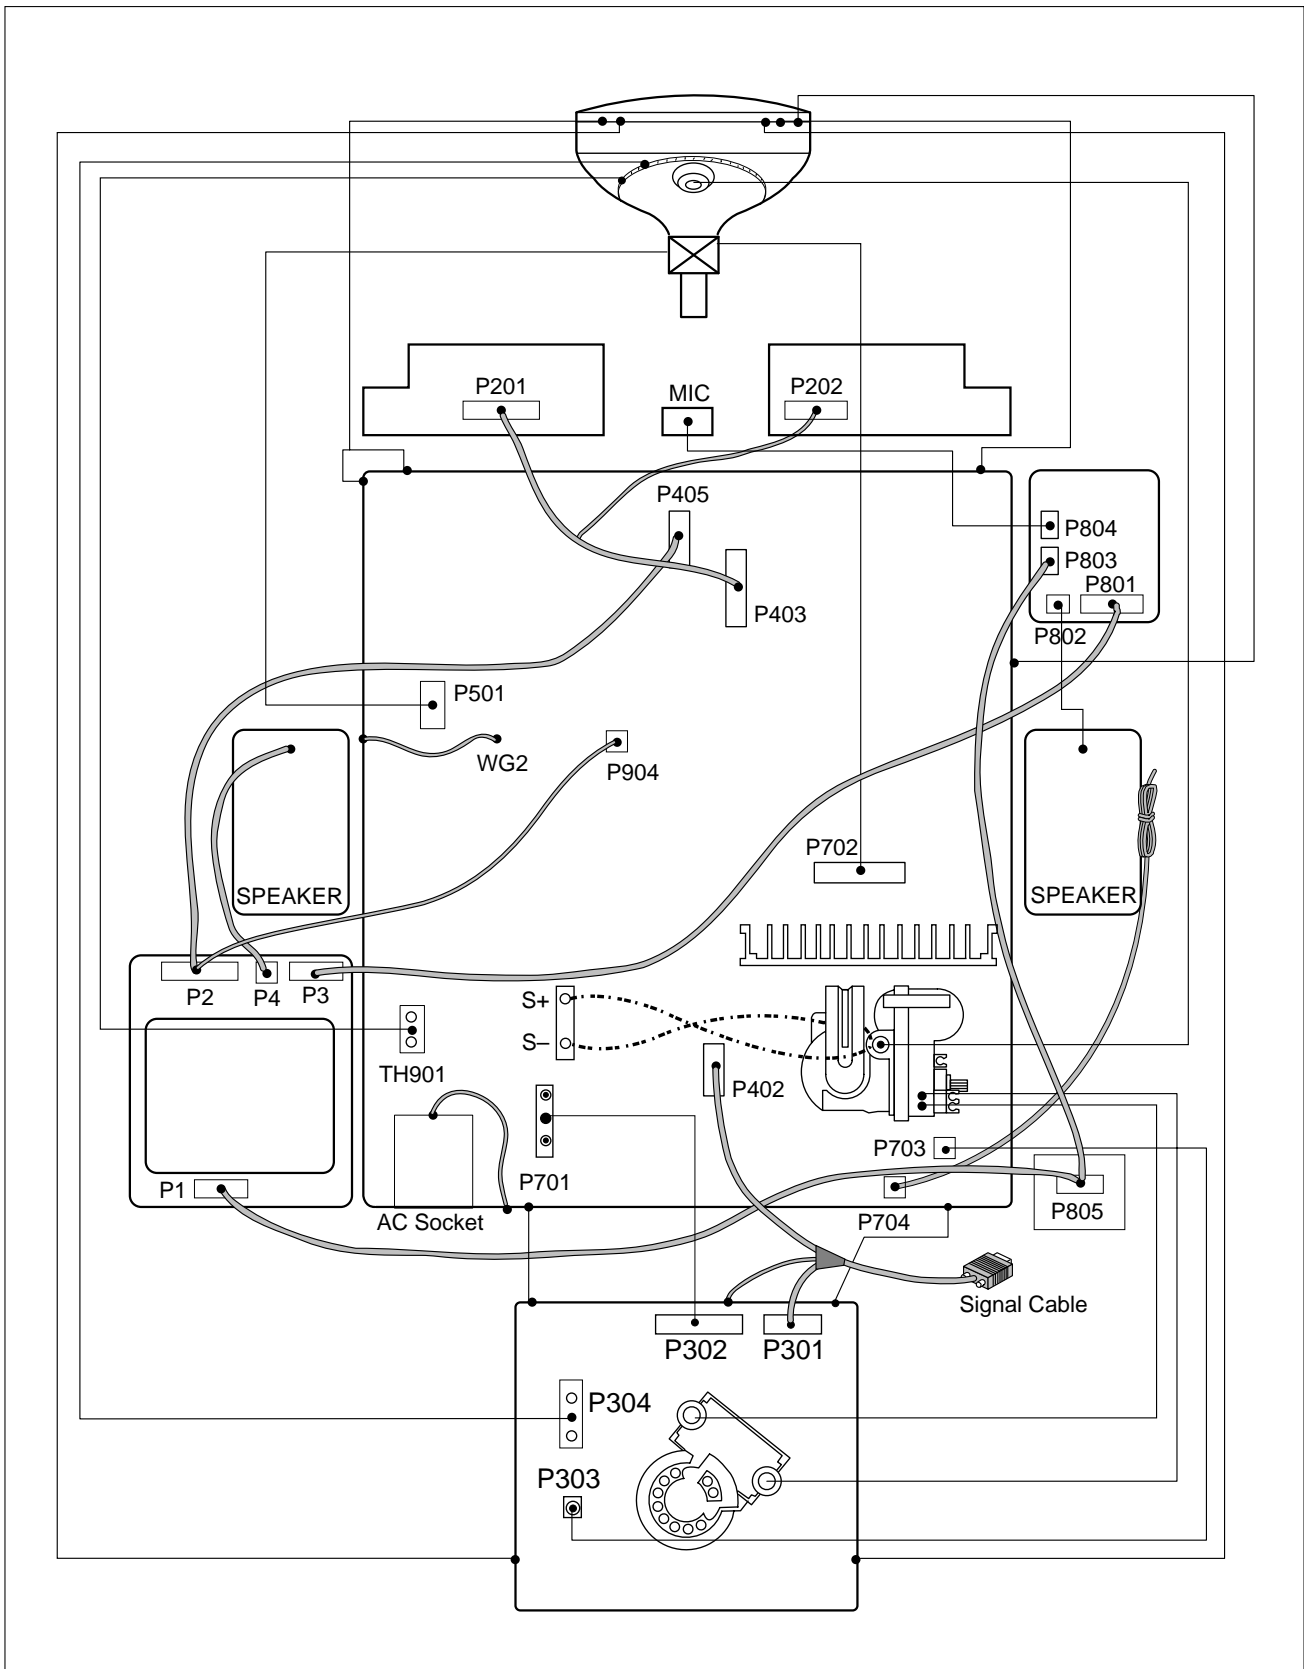 P201
MIC
P202
P405
P804
P803
P801
P403
P802
P501
WG2
P904
P702
SPEAKER
SPEAKER
P2
P4
P3
S+
S–
TH901
P402
P703
P701
P1
AC Socket
P704
P805
Signal Cable
P302
P301
P304
P303